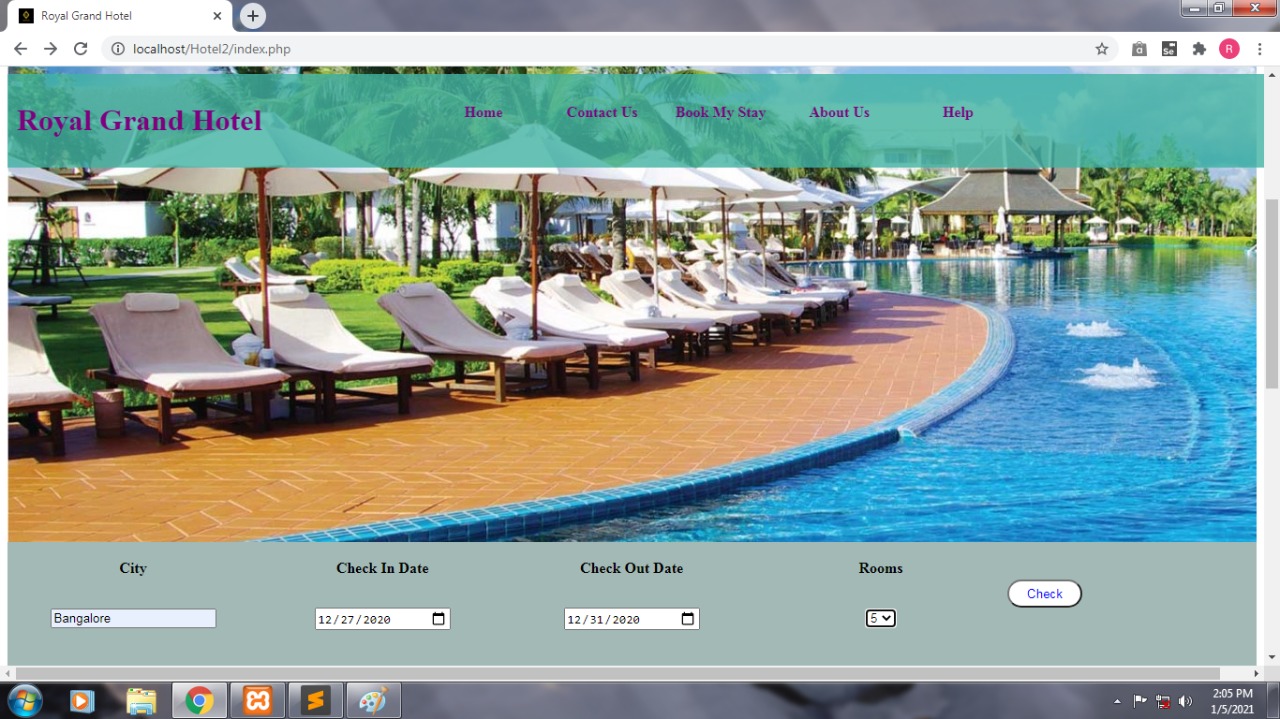 Royal Grand Hotel
localhost/Hotel2/index.php
R
Royal Grand Hotel
Home Contact Us Book My Stay About Us Help
City Check In Date Check Out Date Rooms
Check
Bangalore 12/27/2020 12/31/2020 5
2:05 PM
1/5/2021